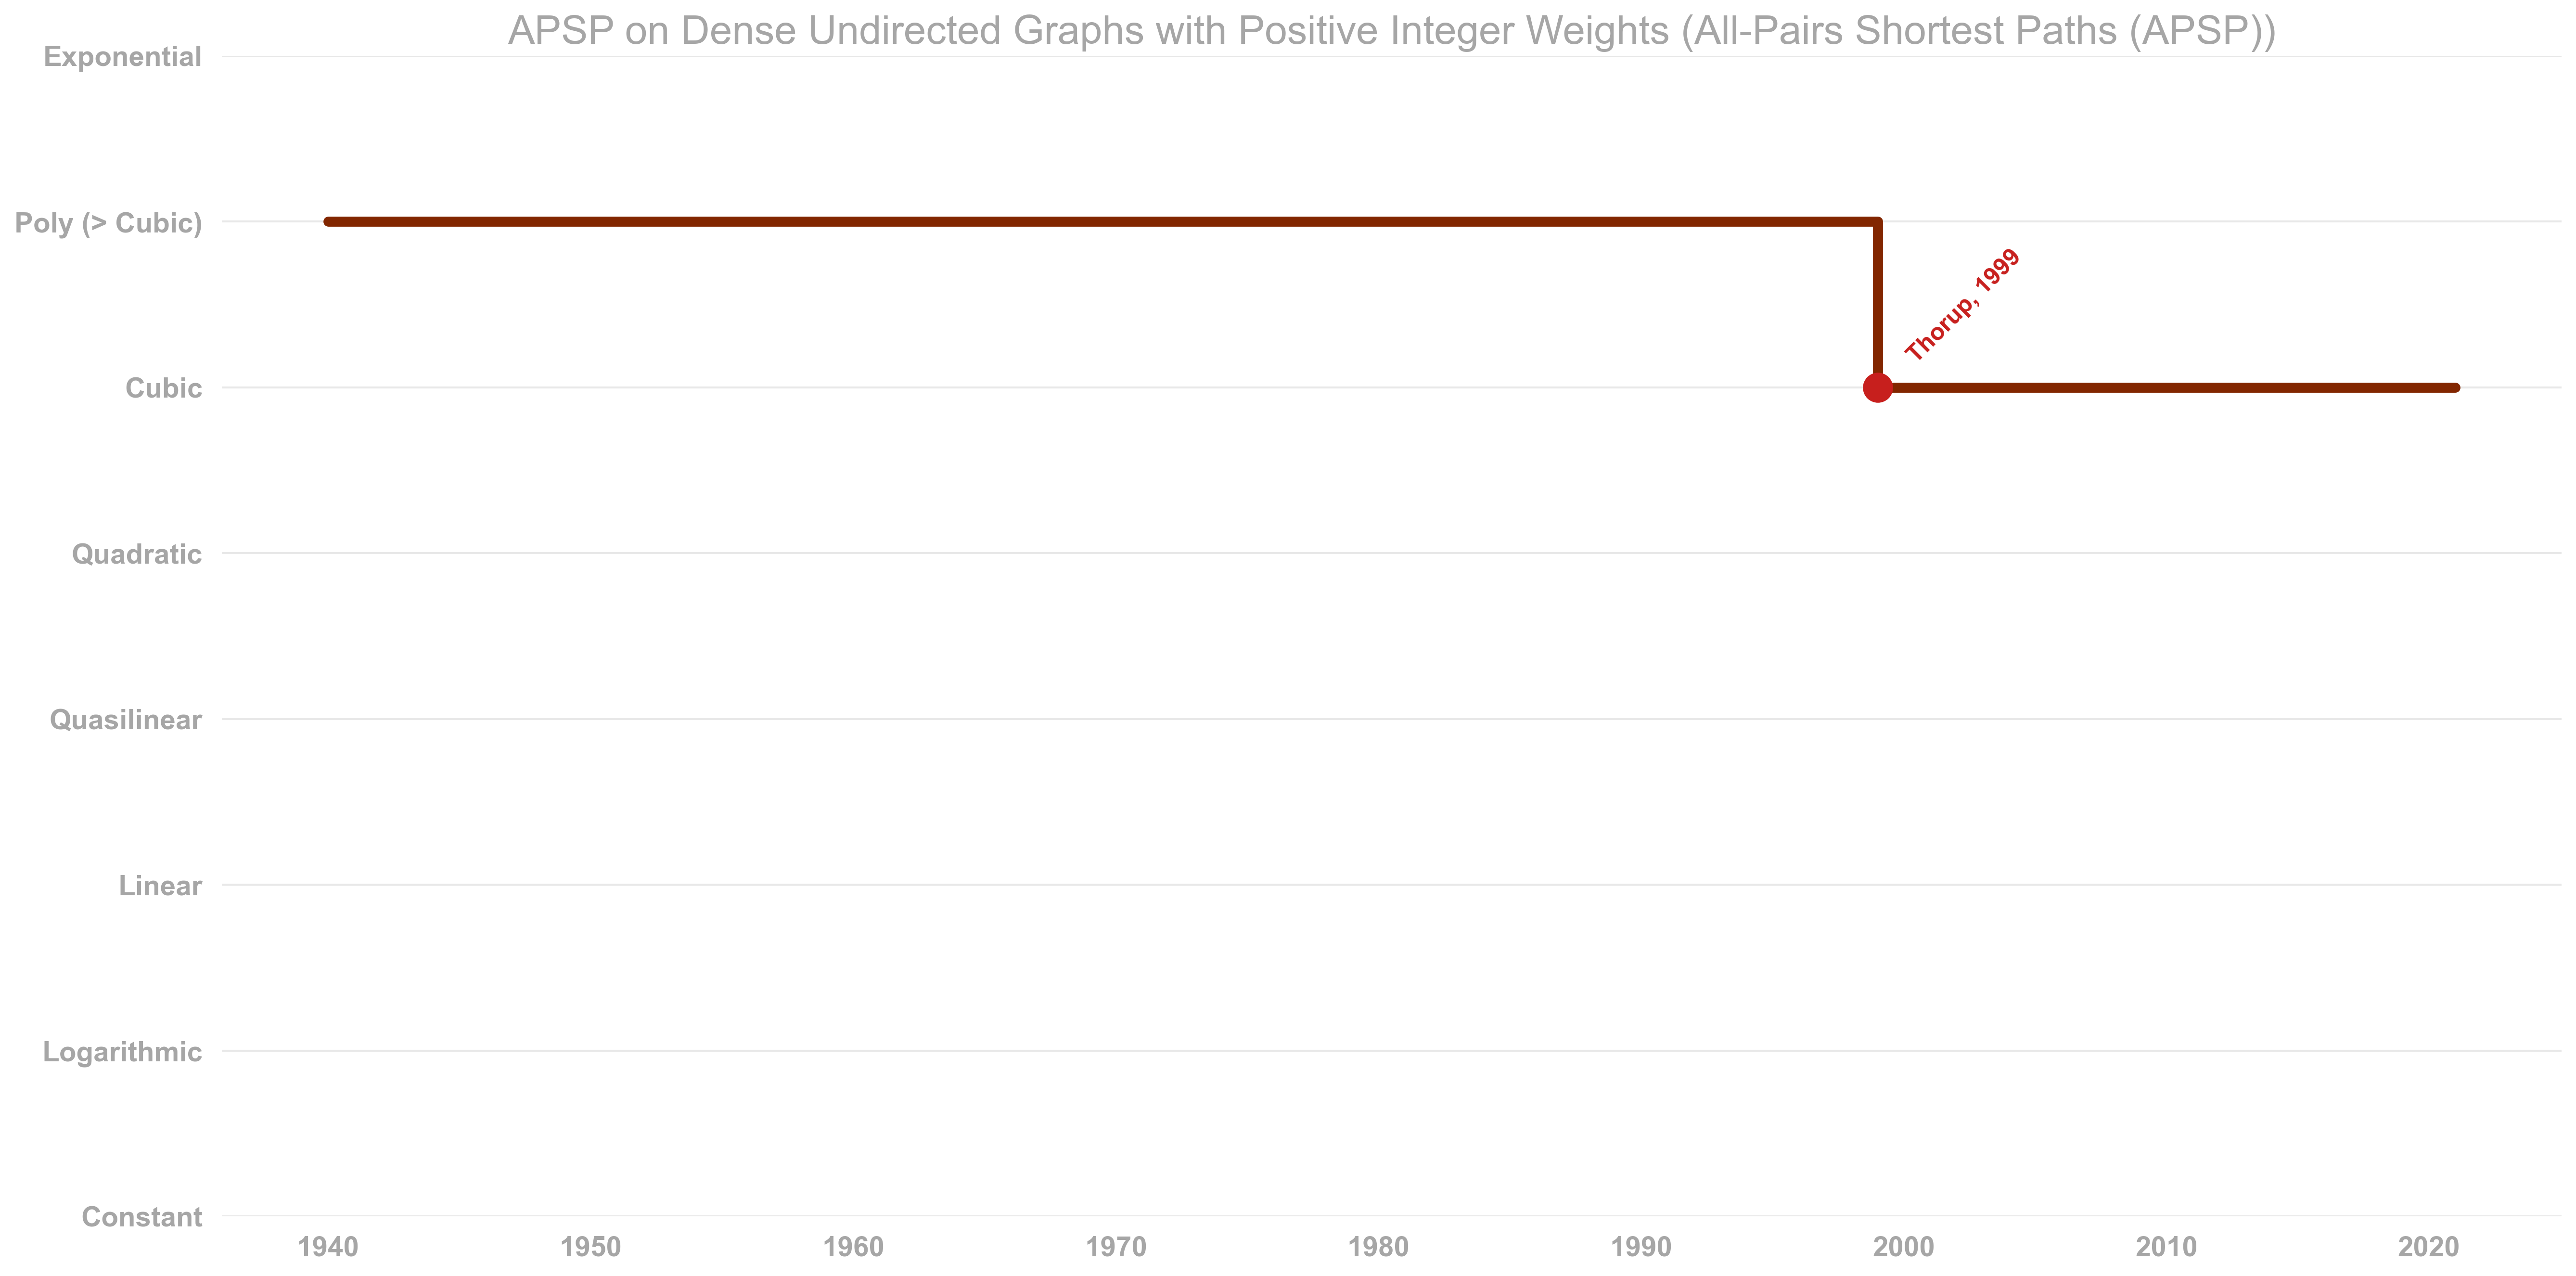 APSP on Dense Undirected Graphs with Positive Integer Weights (All-Pairs Shortest Paths (APSP))
Exponential
Poly (> Cubic)
Thorup, 1999
Cubic
Quadratic
Quasilinear
Linear
Logarithmic
Constant
1940 1950 1960 1970 1980 1990 2000 2010 2020